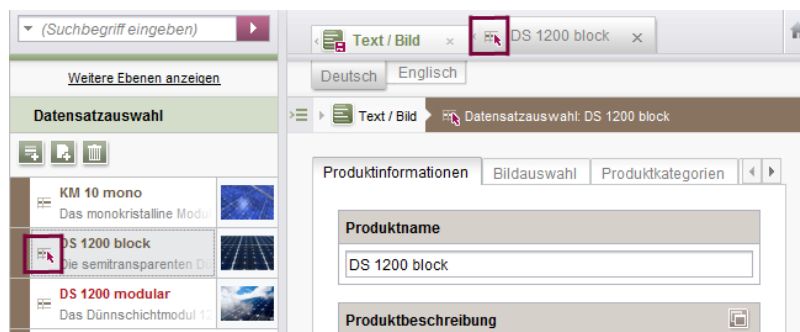 (Suchbegriff eingeben)
Weitere Ebenen anzeigen
Datensatzauswahl
KM 10 mono
Das monokristalline Modu
DS 1200 block
Die semitransparenten D
DS 1200 modular
Das Dünnschichtmodul 12
Text / Bild
DS 1200 block
Deutsch
Englisch
Text / Bild
Datensatzauswahl: DS 1200 block
Produktinformationen
Bildauswahl
Produktkategorien
Produktname
DS 1200 block
Produktbeschreibung